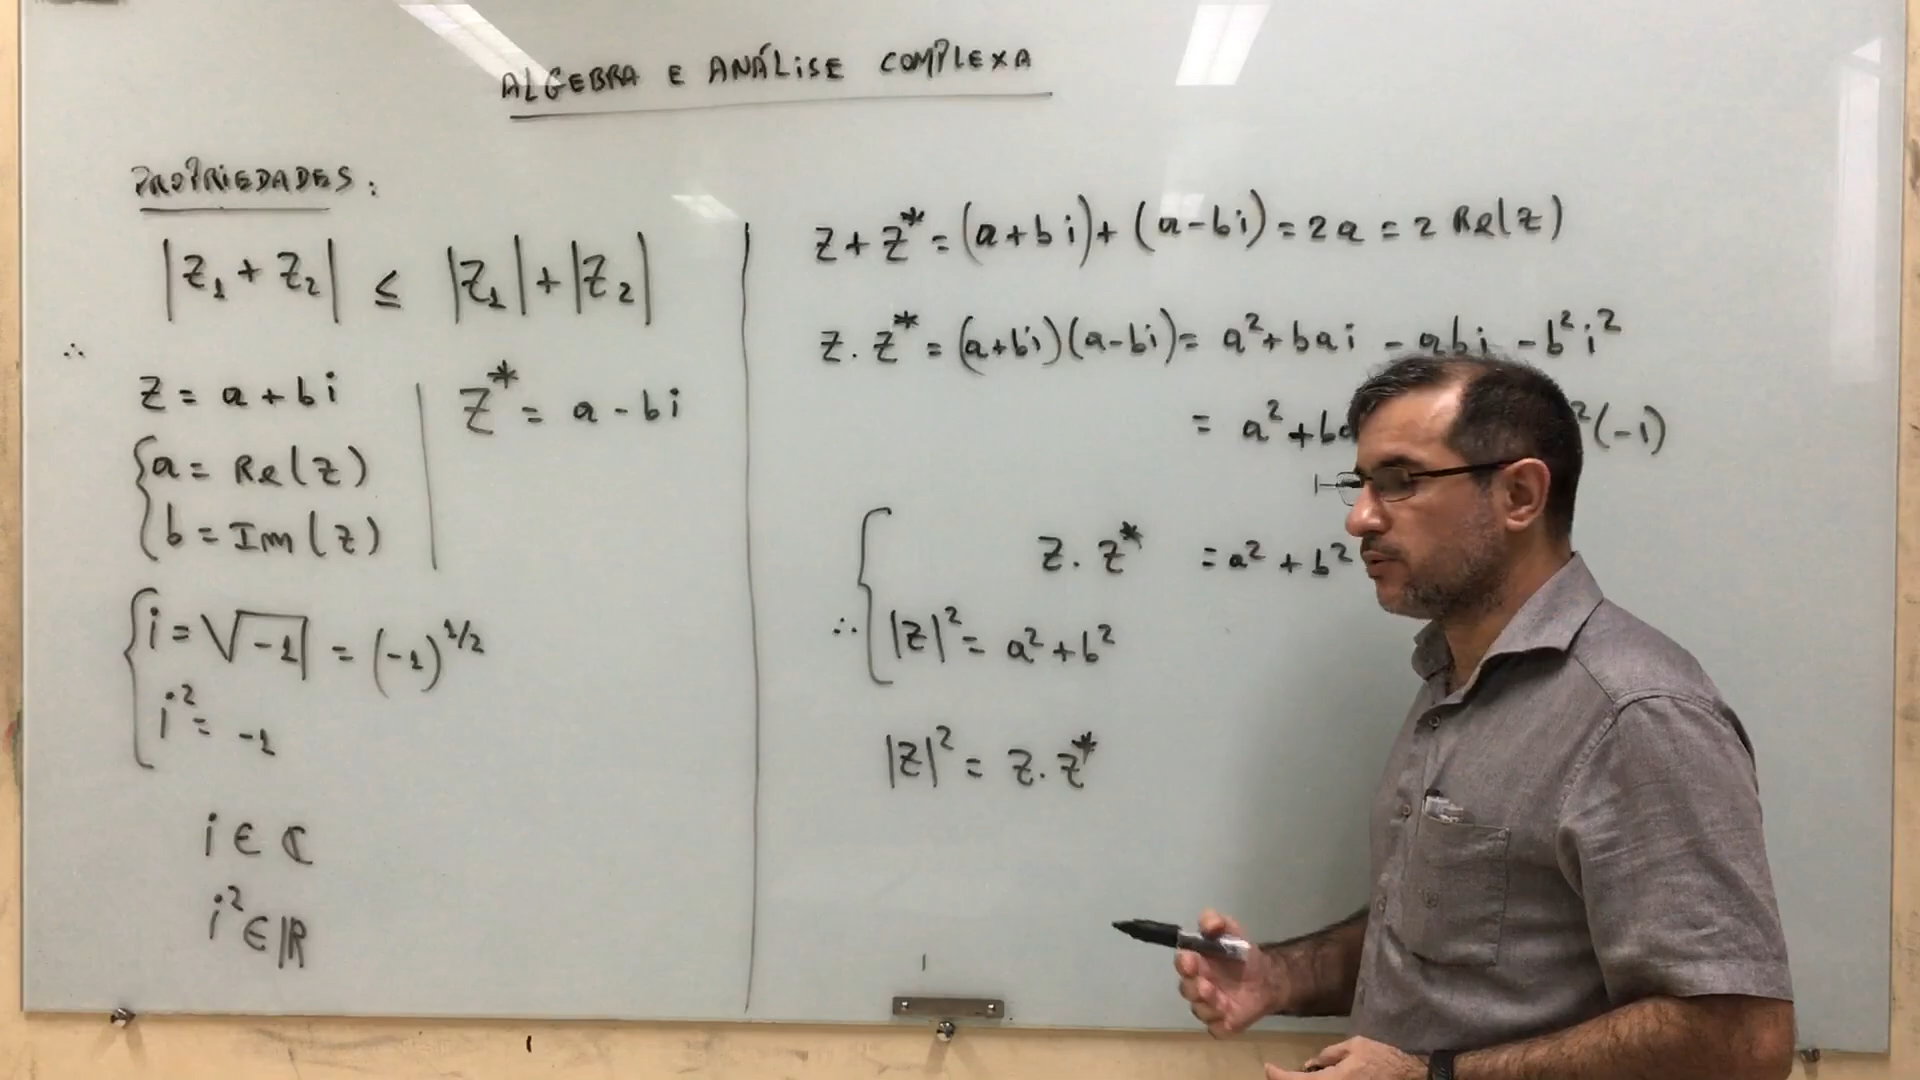 ALGEBRA E ANÁLISE COMPLEXA
PROPRIEDADES:
|z₁ + z₂| ≤ |z₁| + |z₂|
∴
z = a + bi
z* = a - bi
a = Re(z)
b = Im(z)
i = √-1 = (-1)^1/2
i² = -1
i ∈ ℂ
i² ∈ ℝ
z + z* = (a + bi) + (a - bi) = 2a = 2 Re(z)
z . z* = (a+bi)(a-bi) = a² + bai - abi - b²i²
= a² + ba ²(-1)
z . z* = a² + b²
∴ |z|² = a² + b²
|z|² = z . z*